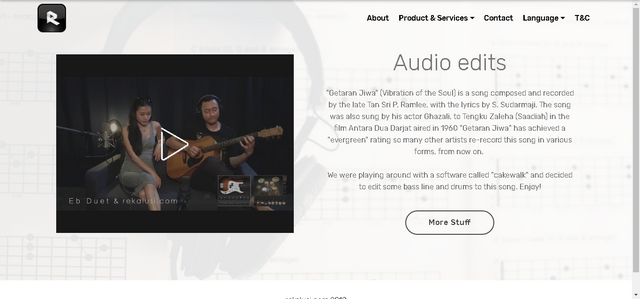 About Product & Services Contact Language T&C
Audio edits
"Getaran Jiwa" (Vibration of the Soul) is a song composed and recorded
by the late Tan Sri P. Ramlee, with the lyrics by S. Sudarmaji. The song
was also sung by his actor Ghazali, to Tengku Zaleha (Saadiah) in the
film Antara Dua Darjat aired in 1960 "Getaran Jiwa" has achieved a
"evergreen" rating so many other artists re-record this song in various
forms, from now on.
We were playing around with a software called "cakewalk" and decided
to edit some bass line and drums to this song. Enjoy!
More Stuff
Eb Duet & rekalusi.com